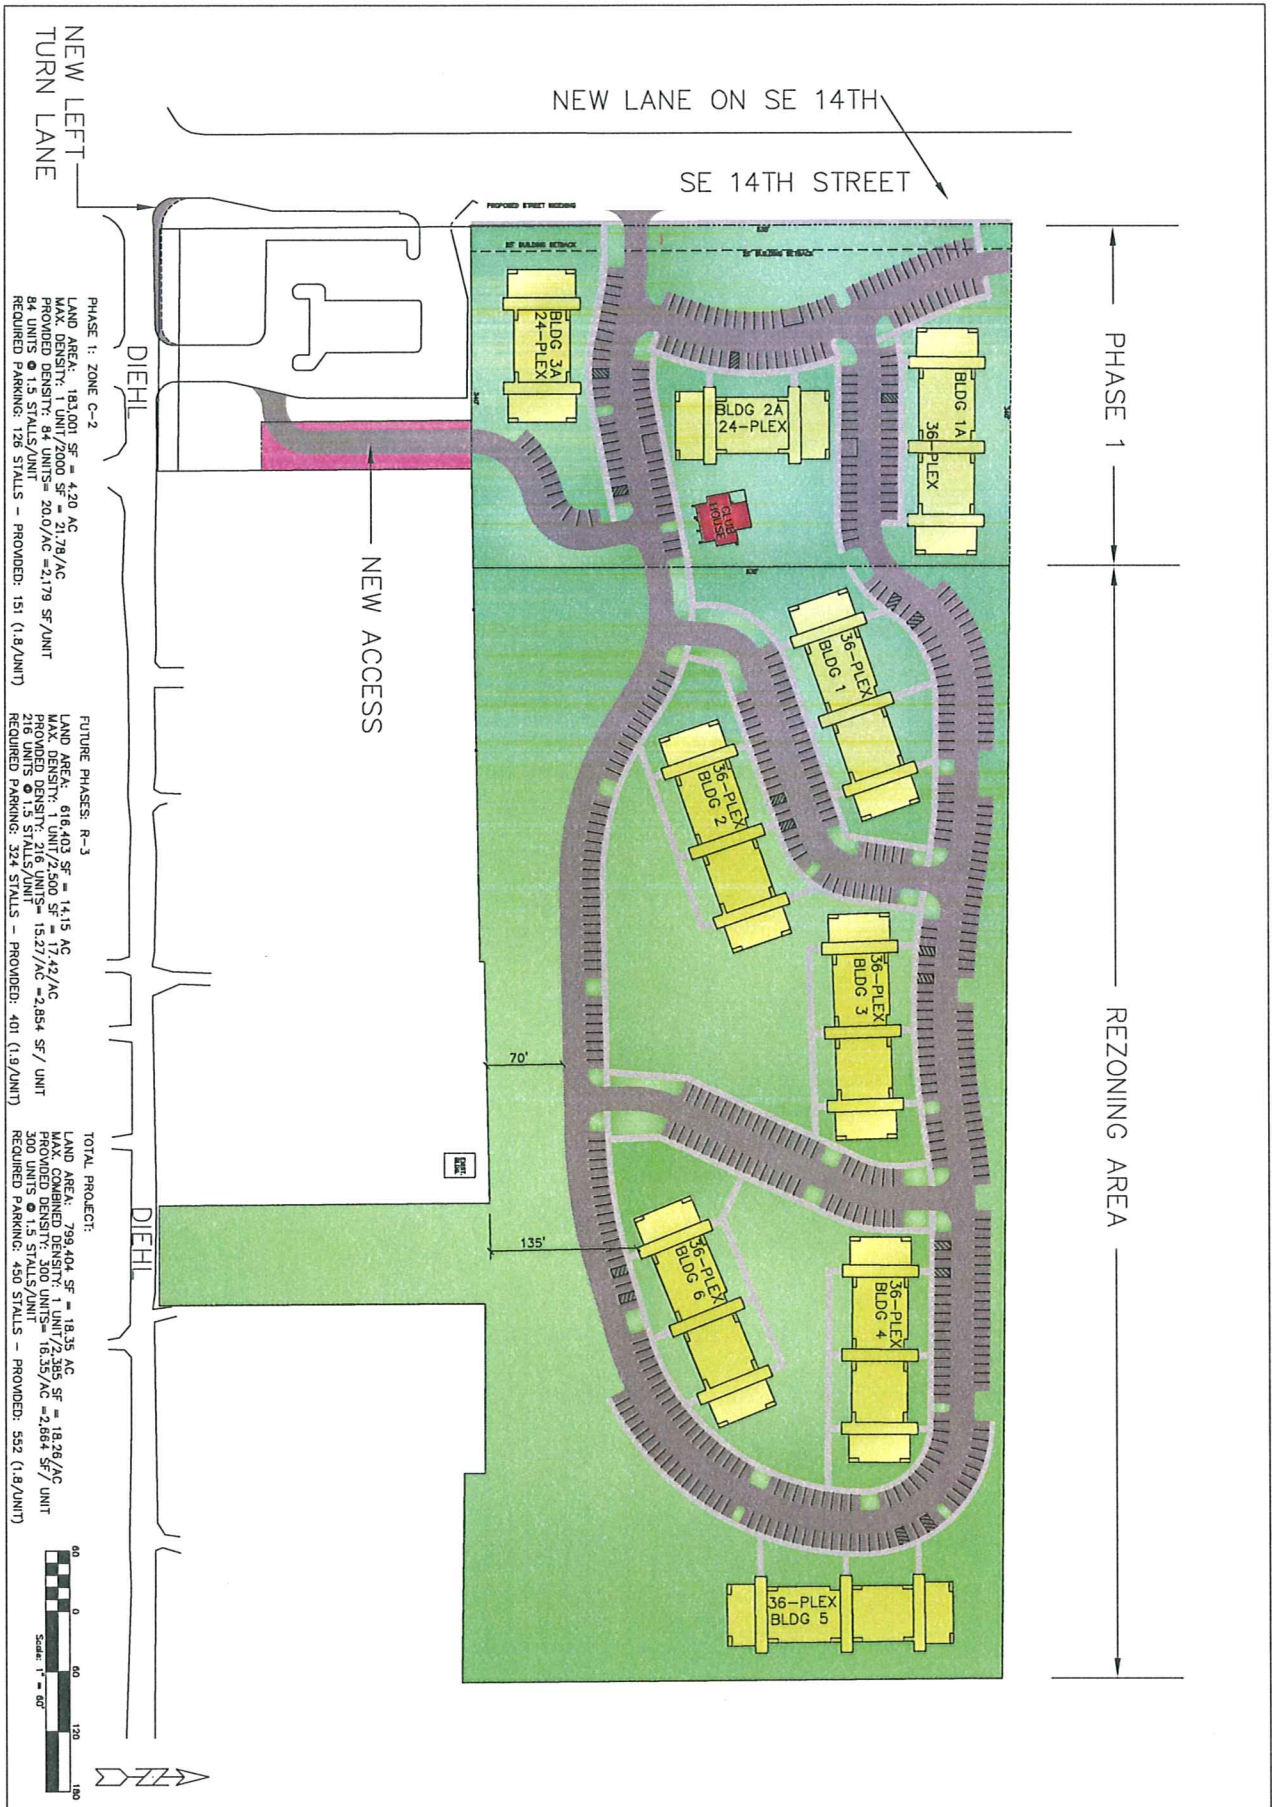 NEW LEFT
TURN LANE
NEW LANE ON SE 14TH
SE 14TH STREET
PROPOSED STREET WIDENING
PHASE 1
REZONING AREA
BLDG 3A
24-PLEX
BLDG 2A
24-PLEX
BLDG 1A
36-PLEX
CLUB
HOUSE
NEW ACCESS
36-PLEX
BLDG 1
36-PLEX
BLDG 2
36-PLEX
BLDG 3
36-PLEX
BLDG 4
36-PLEX
BLDG 6
36-PLEX
BLDG 5
70'
135'
DIEHL
DIEHL
PHASE 1: ZONE C-2
LAND AREA: 183,001 SF = 4.20 AC
MAX. DENSITY: 1 UNIT/2000 SF = 21.78/AC
PROVIDED DENSITY: 84 UNITS= 20.0/AC =2,179 SF/UNIT
84 UNITS @ 1.5 STALLS/UNIT
REQUIRED PARKING: 126 STALLS - PROVIDED: 151 (1.8/UNIT)
FUTURE PHASES: R-3
LAND AREA: 616,403 SF = 14.15 AC
MAX. DENSITY: 1 UNIT/2,500 SF = 17.42/AC
PROVIDED DENSITY: 216 UNITS= 15.27/AC =2,854 SF/ UNIT
216 UNITS @ 1.5 STALLS/UNIT
REQUIRED PARKING: 324 STALLS - PROVIDED: 401 (1.9/UNIT)
TOTAL PROJECT:
LAND AREA: 799,404 SF = 18.35 AC
MAX. COMBINED DENSITY: 1 UNIT/2,385 SF = 18.26/AC
PROVIDED DENSITY: 300 UNITS= 16.35/AC =2,664 SF/ UNIT
300 UNITS @ 1.5 STALLS/UNIT
REQUIRED PARKING: 450 STALLS - PROVIDED: 552 (1.8/UNIT)
60 0 60 120 180
Scale: 1" = 60'
N